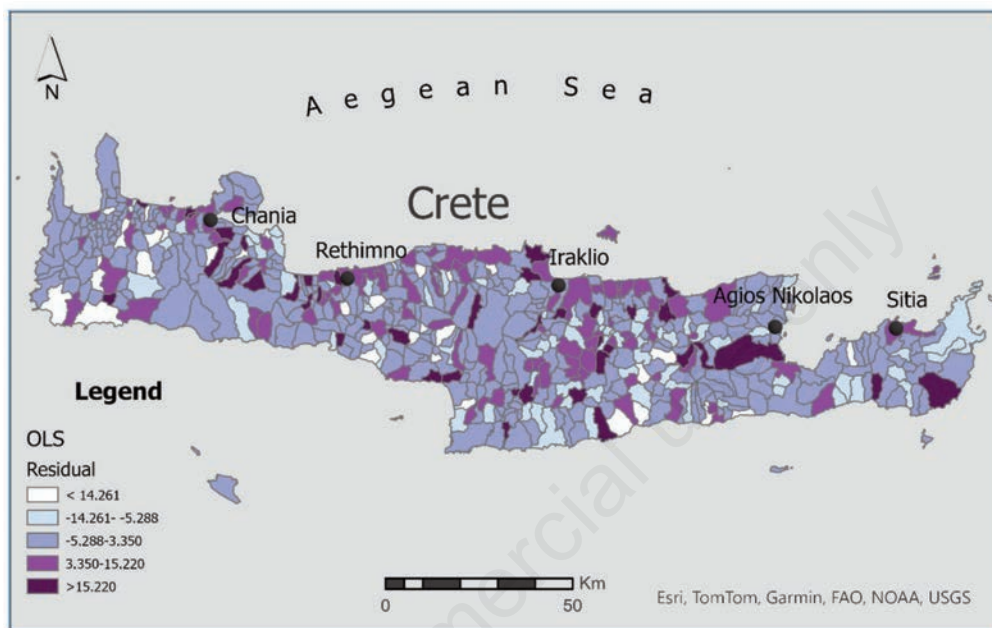 N
Aegean Sea
Crete
Chania
Rethimno
Iraklio
Agios Nikolaos
Sitia
Legend
OLS
Residual
< 14.261
-14.261- -5.288
-5.288-3.350
3.350-15.220
>15.220
Km
0 50
Esri, TomTom, Garmin, FAO, NOAA, USGS